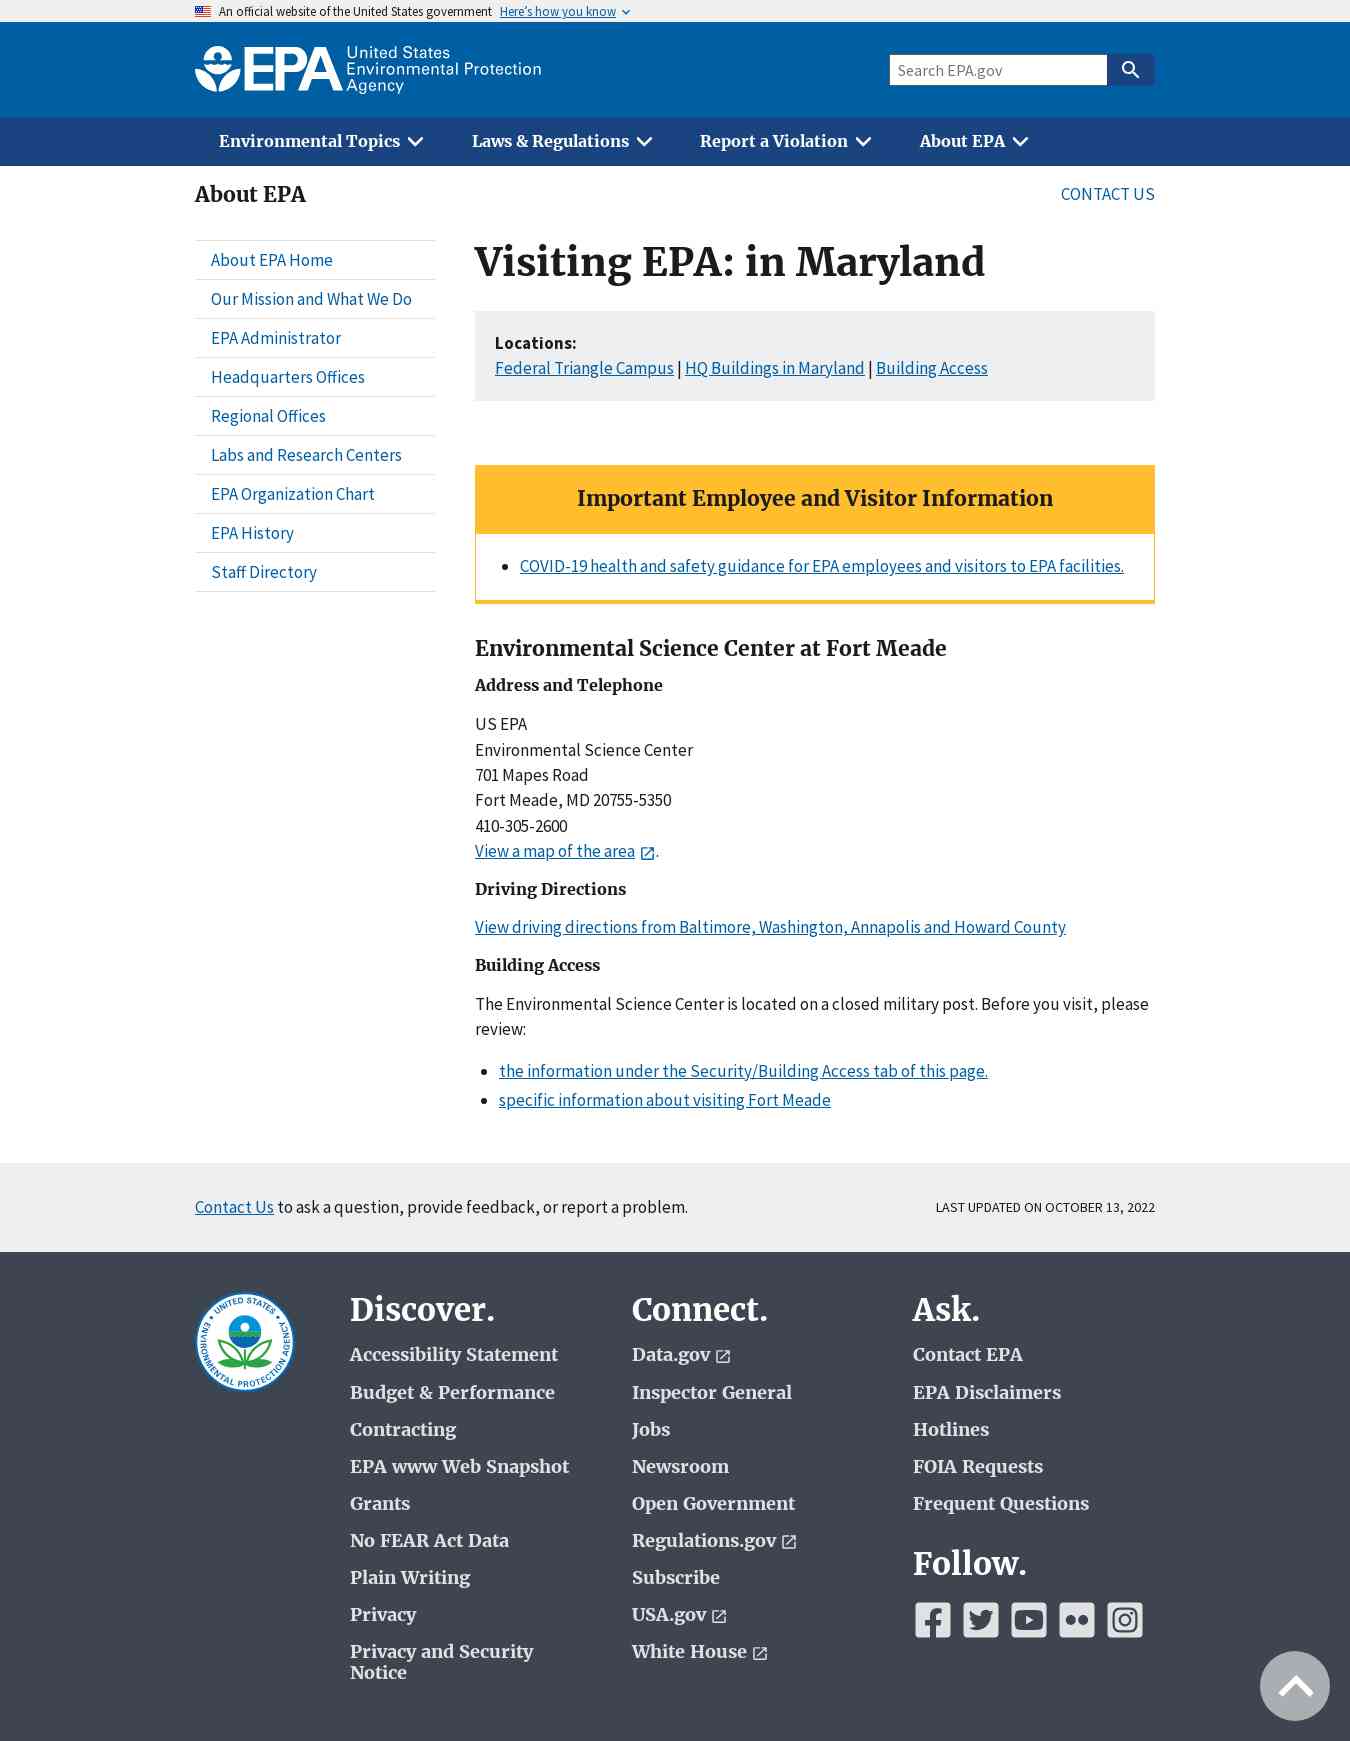 An official website of the United States government Here's how you know
EPA United States
Environmental Protection
Agency
Search EPA.gov
Environmental Topics
Laws & Regulations
Report a Violation
About EPA
About EPA
CONTACT US
About EPA Home
Our Mission and What We Do
EPA Administrator
Headquarters Offices
Regional Offices
Labs and Research Centers
EPA Organization Chart
EPA History
Staff Directory
Visiting EPA: in Maryland
Locations:
Federal Triangle Campus | HQ Buildings in Maryland | Building Access
Important Employee and Visitor Information
COVID-19 health and safety guidance for EPA employees and visitors to EPA facilities.
Environmental Science Center at Fort Meade
Address and Telephone
US EPA
Environmental Science Center
701 Mapes Road
Fort Meade, MD 20755-5350
410-305-2600
View a map of the area .
Driving Directions
View driving directions from Baltimore, Washington, Annapolis and Howard County
Building Access
The Environmental Science Center is located on a closed military post. Before you visit, please
review:
the information under the Security/Building Access tab of this page.
specific information about visiting Fort Meade
Contact Us to ask a question, provide feedback, or report a problem.
LAST UPDATED ON OCTOBER 13, 2022
UNITED STATES
ENVIRONMENTAL PROTECTION AGENCY
Discover.
Accessibility Statement
Budget & Performance
Contracting
EPA www Web Snapshot
Grants
No FEAR Act Data
Plain Writing
Privacy
Privacy and Security
Notice
Connect.
Data.gov
Inspector General
Jobs
Newsroom
Open Government
Regulations.gov
Subscribe
USA.gov
White House
Ask.
Contact EPA
EPA Disclaimers
Hotlines
FOIA Requests
Frequent Questions
Follow.